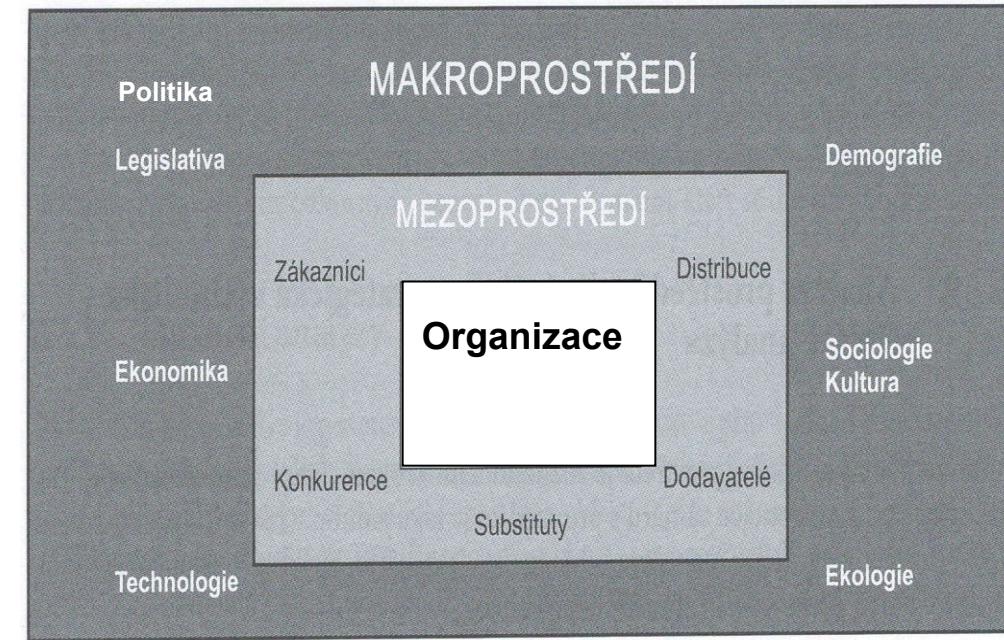 MAKROPROSTŘEDÍ
Politika
Legislativa
Demografie
MEZOPROSTŘEDÍ
Zákazníci
Distribuce
Organizace
Ekonomika
Sociologie
Kultura
Konkurence
Dodavatelé
Substituty
Technologie
Ekologie